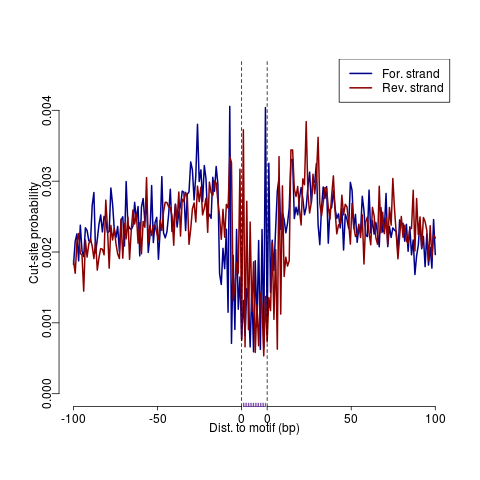 For. strand
Rev. strand
Cut-site probability
0.004
0.003
0.002
0.001
0.000
-100 -50 0 0 50 100
Dist. to motif (bp)